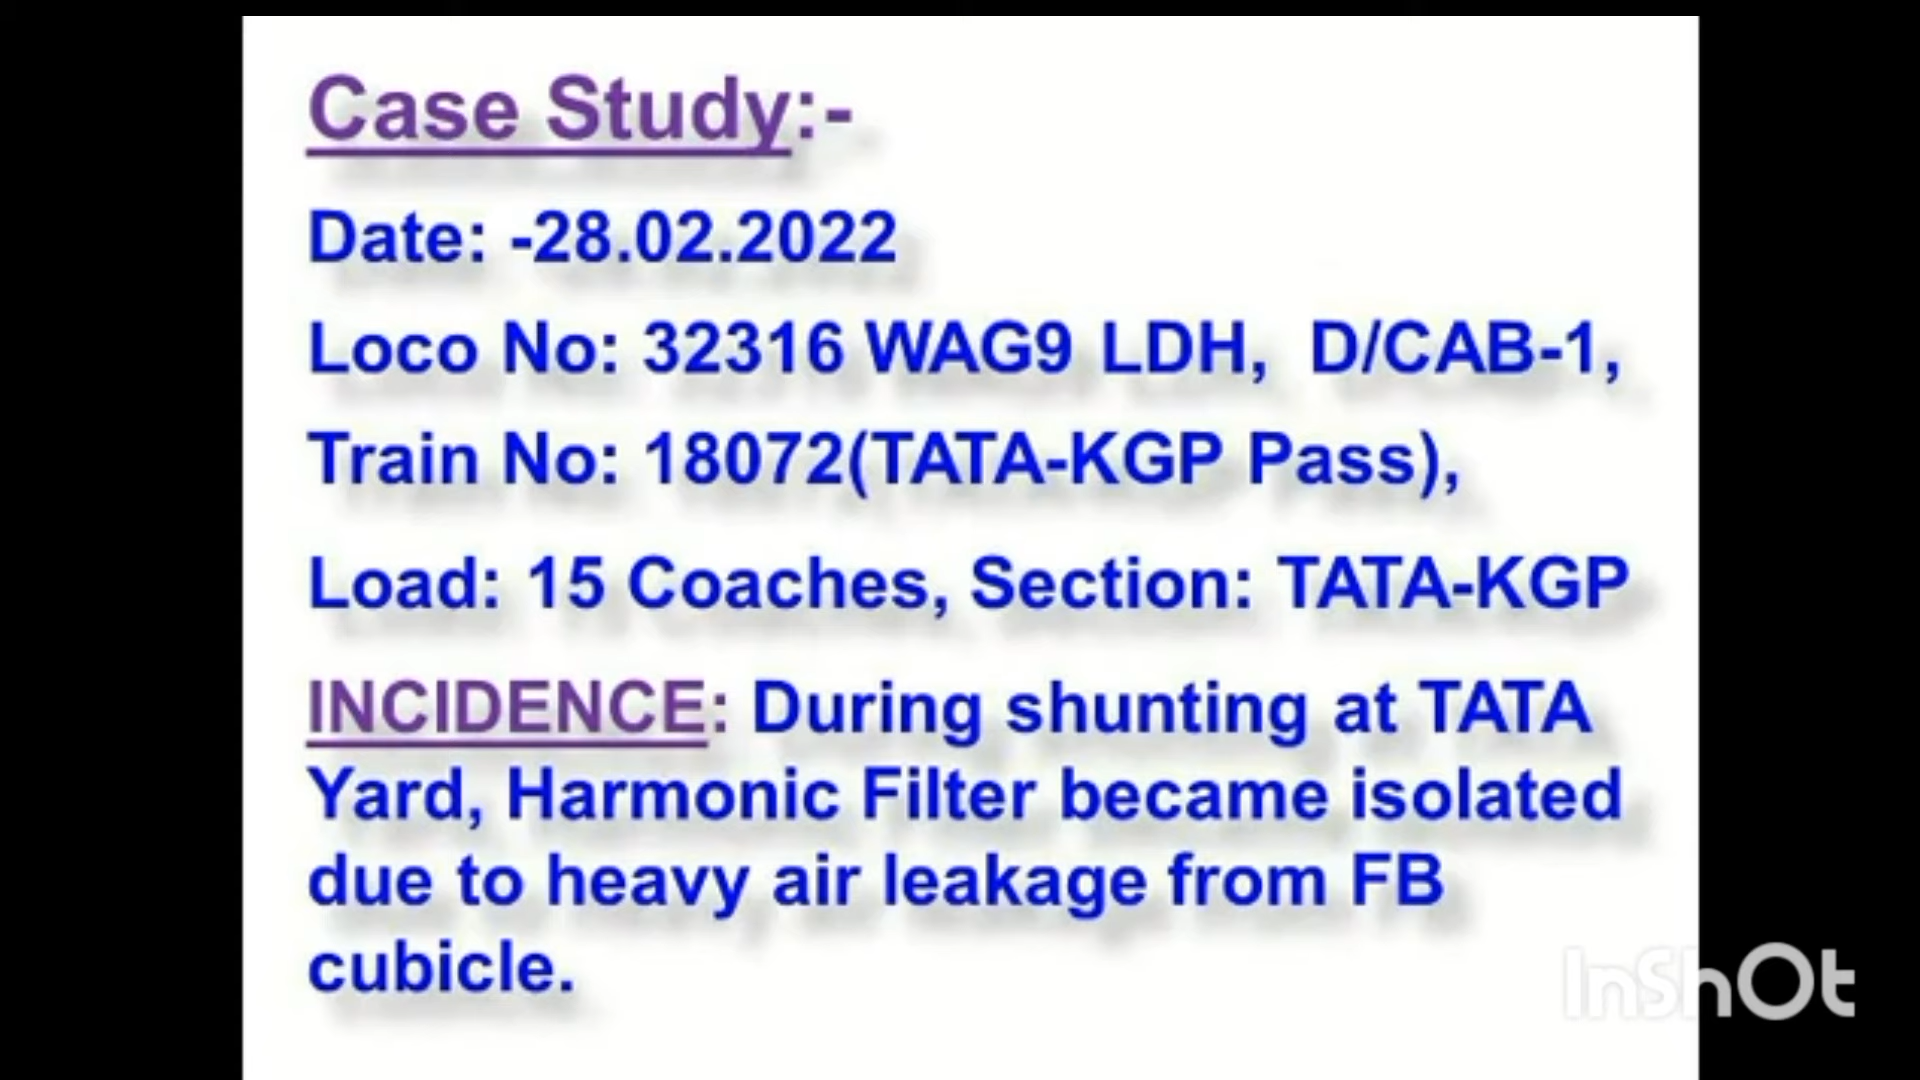 Case Study:-
Date: -28.02.2022
Loco No: 32316 WAG9 LDH, D/CAB-1,
Train No: 18072(TATA-KGP Pass),
Load: 15 Coaches, Section: TATA-KGP
INCIDENCE: During shunting at TATA
Yard, Harmonic Filter became isolated
due to heavy air leakage from FB
cubicle.
InShOt